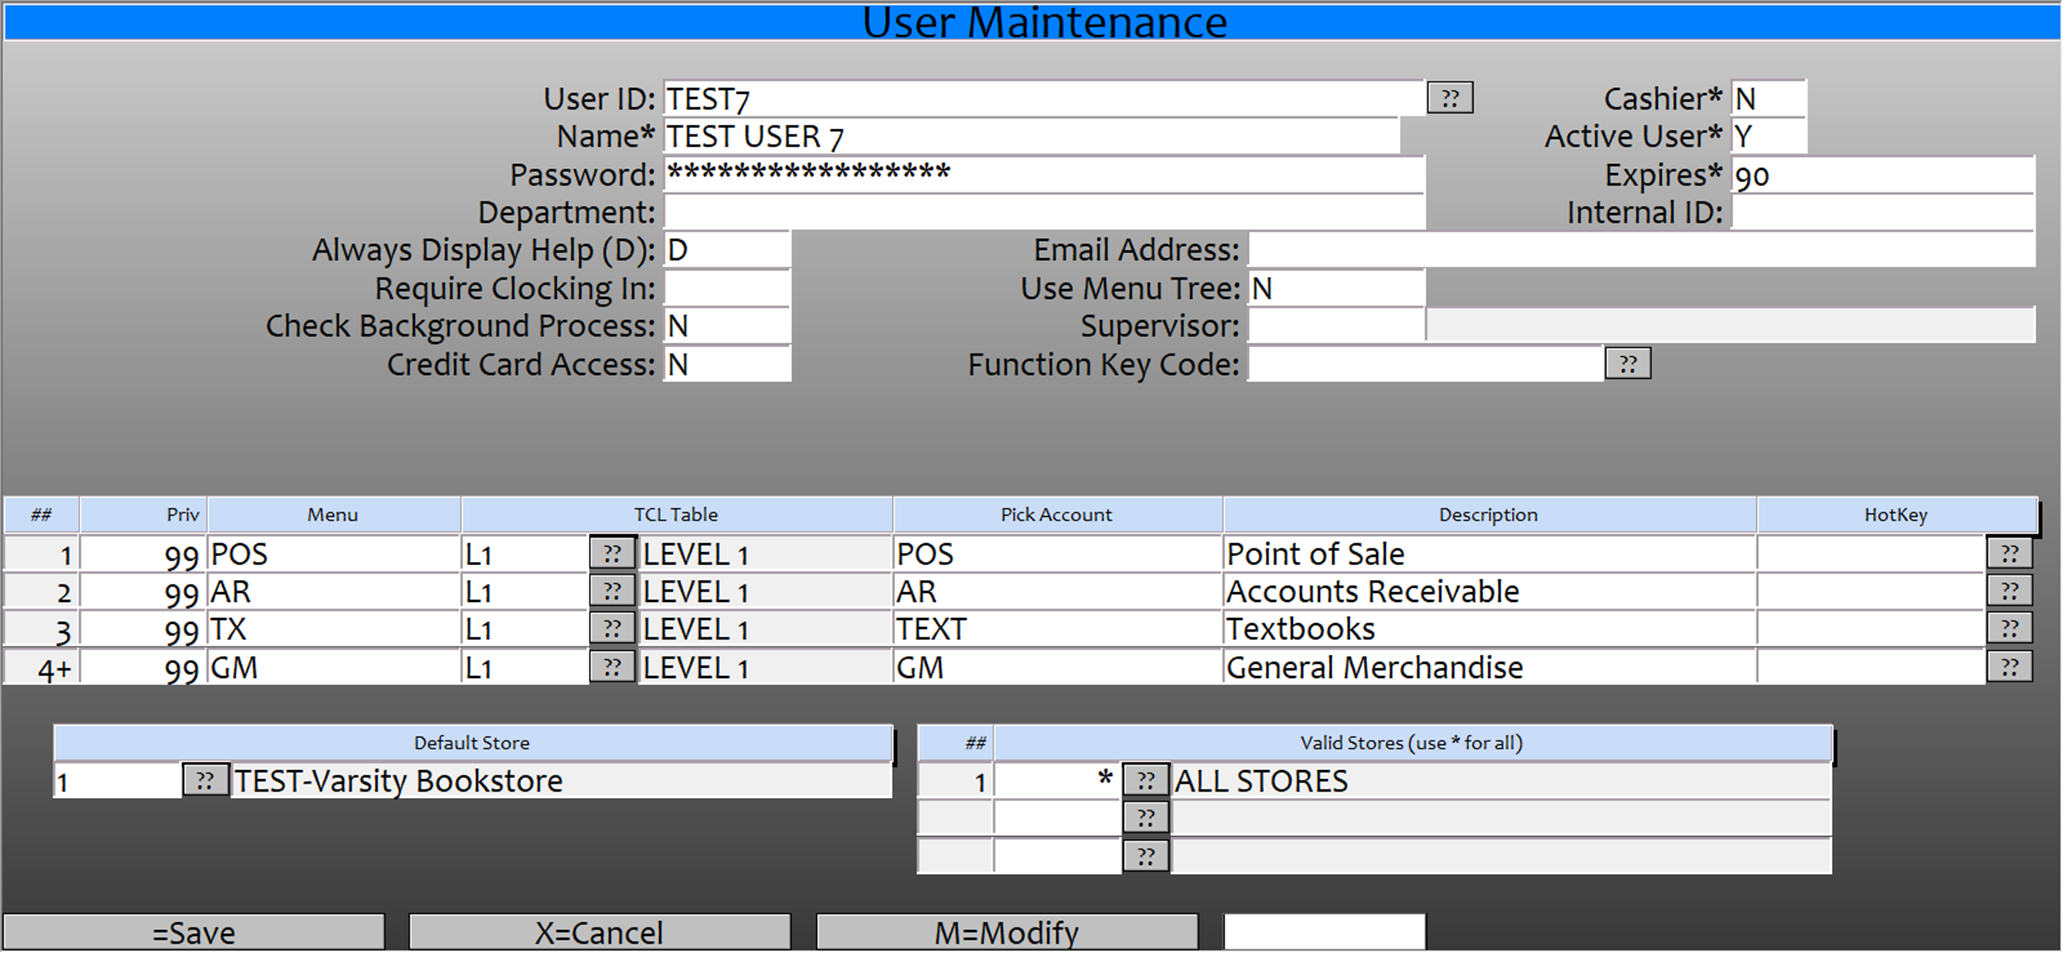 User Maintenance
User ID: TEST7 ?? Cashier* N
Name* TEST USER 7 Active User* Y
Password: ***************** Expires* 90
Department: Internal ID:
Always Display Help (D): D Email Address:
Require Clocking In: Use Menu Tree: N
Check Background Process: N Supervisor:
Credit Card Access: N Function Key Code: ??
## Priv Menu TCL Table Pick Account Description HotKey
1 99 POS L1 ?? LEVEL 1 POS Point of Sale ??
2 99 AR L1 ?? LEVEL 1 AR Accounts Receivable ??
3 99 TX L1 ?? LEVEL 1 TEXT Textbooks ??
4+ 99 GM L1 ?? LEVEL 1 GM General Merchandise ??
Default Store ## Valid Stores (use * for all)
1 ?? TEST-Varsity Bookstore 1 * ?? ALL STORES
??
??
=Save X=Cancel M=Modify